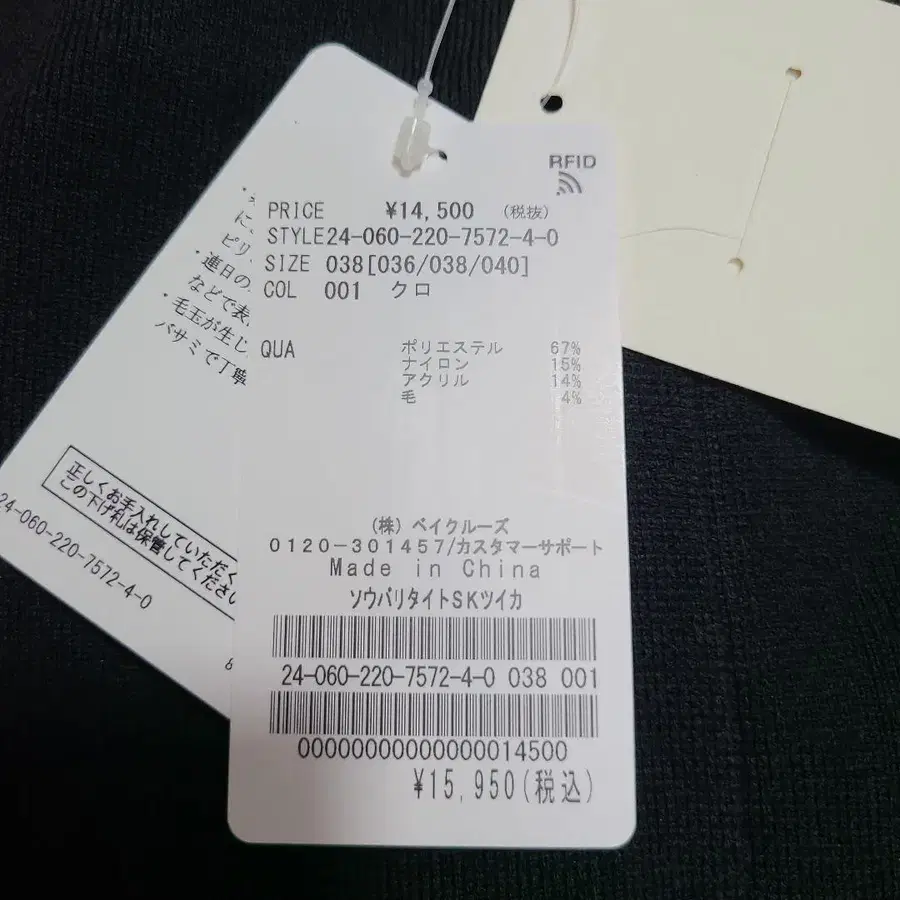 RFID
PRICE ¥14,500 (税抜)
STYLE24-060-220-7572-4-0
SIZE 038[036/038/040]
COL 001 クロ
QUA ポリエステル 67%
ナイロン 15%
アクリル 14%
毛 4%
(株)ベイクルーズ
0120-301457/カスタマーサポート
Made in China
ソウバリタイトSKツイカ
24-060-220-7572-4-0 038 001
00000000000000014500
¥15,950(税込)
に、
ピリ
・連日の
などで表
・毛玉が生じ
バサミで丁寧
正しくお手入れしていただく
この下げ札は保管してください
24-060-220-7572-4-0
8